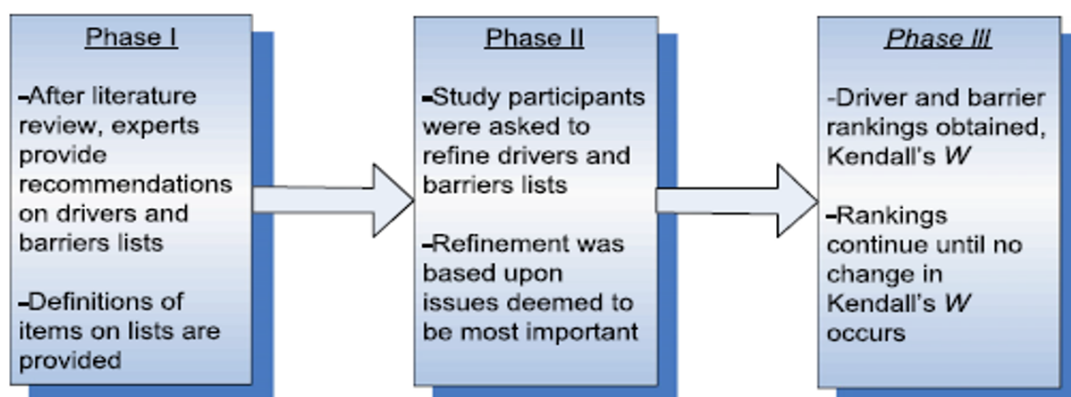 Phase I
-After literature
review, experts
provide
recommendations
on drivers and
barriers lists
-Definitions of
items on lists are
provided
Phase II
-Study participants
were asked to
refine drivers and
barriers lists
-Refinement was
based upon
issues deemed to
be most important
Phase III
-Driver and barrier
rankings obtained,
Kendall's W
-Rankings
continue until no
change in
Kendall's W
occurs